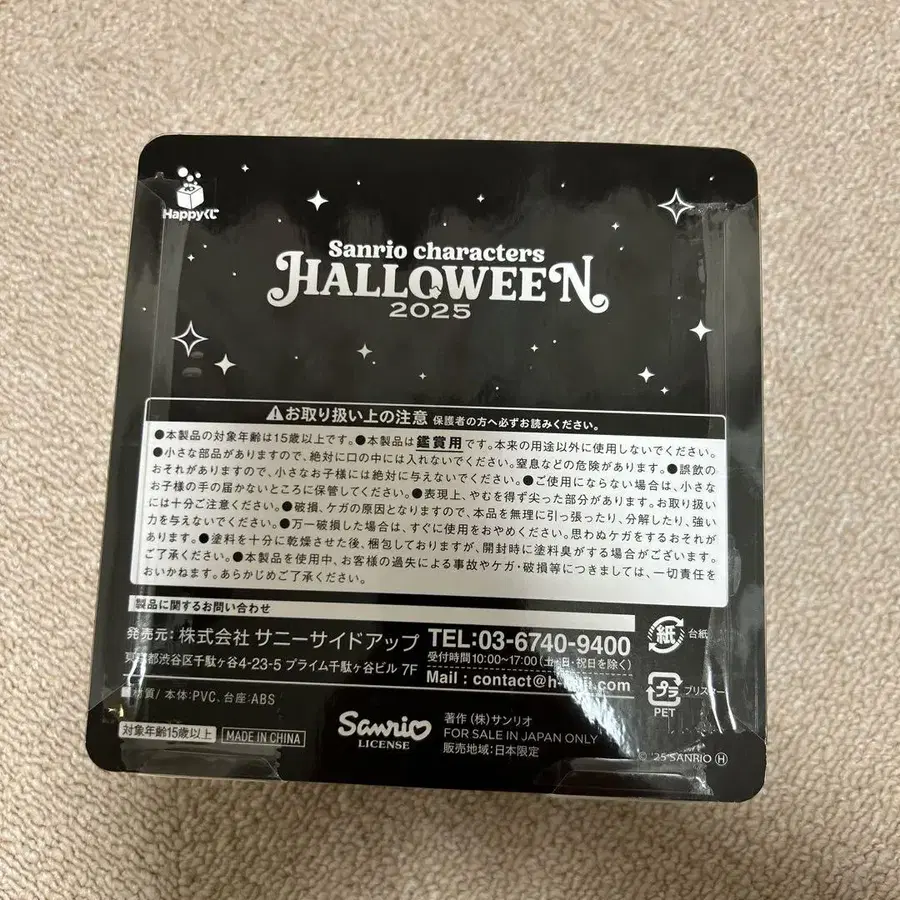 Happyくじ
Sanrio characters
HALLOWEEN
2025
⚠お取り扱い上の注意 保護者の方へ必ずお読みください。
●本製品の対象年齢は15歳以上です。●本製品は鑑賞用です。本来の用途以外に使用しないでください。
●小さな部品がありますので、絶対に口の中には入れないでください。窒息などの危険があります。●誤飲の
おそれがありますので、小さなお子様には絶対に与えないでください。●ご使用にならない場合は、小さな
お子様の手の届かないところに保管してください。●表現上、やむを得ず尖った部分があります。お取り扱い
には十分ご注意ください。●破損、ケガの原因となりますので、本品を無理に引っ張ったり、分解したり、強い
力を与えないでください。●万一破損した場合は、すぐに使用をおやめください。思わぬケガをするおそれが
あります。●塗料を十分に乾燥させた後、梱包しておりますが、開封時に塗料臭がする場合がございます。
ご了承ください。●本製品を使用中、お客様の過失による事故やケガ・破損等につきましては、一切責任を
おいかねます。あらかじめご了承ください。
製品に関するお問い合わせ
発売元:株式会社 サニーサイドアップ
東京都渋谷区千駄ヶ谷4-23-5 プライム千駄ヶ谷ビル 7F
TEL:03-6740-9400
受付時間10:00~17:00(土・日・祝日を除く)
Mail : contact@h-kuji.com
■材質/ 本体:PVC、台座:ABS
対象年齢15歳以上
MADE IN CHINA
Sanrio
LICENSE
著作 (株)サンリオ
FOR SALE IN JAPAN ONLY
販売地域:日本限定
紙
台紙
プラ
ブリスター
PET
© '25 SANRIO Ⓗ